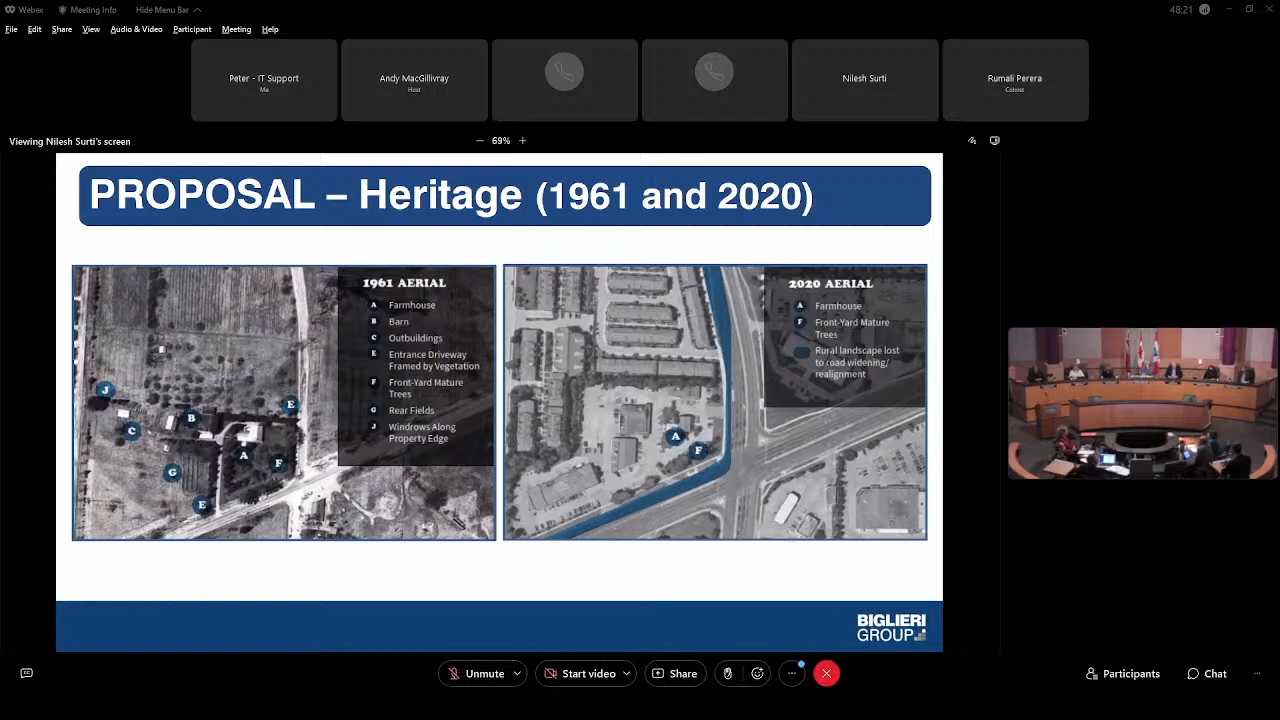 Webex
Meeting Info
Hide Menu Bar
48:21
File Edit Share View Audio & Video Participant Meeting Help
Peter - IT Support
Me
Andy MacGillivray
Host
Nilesh Surti
Rumali Perera
Cohost
Viewing Nilesh Surti's screen
69%
PROPOSAL – Heritage (1961 and 2020)
1961 AERIAL
A Farmhouse
B Barn
C Outbuildings
E Entrance Driveway
Framed by Vegetation
F Front-Yard Mature
Trees
G Rear Fields
J Windrows Along
Property Edge
J
E
B
C
A
F
G
E
2020 AERIAL
A Farmhouse
F Front-Yard Mature
Trees
Rural landscape lost
to road widening/
realignment
A
F
BIGLIERI
GROUP
Unmute
Start video
Share
Participants
Chat